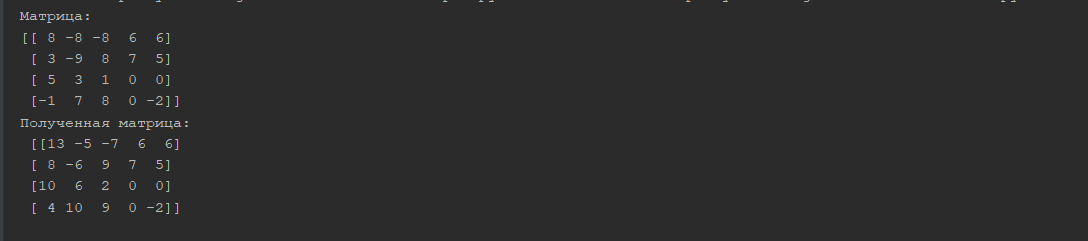 Матрица:
[[ 8 -8 -8  6  6]
 [ 3 -9  8  7  5]
 [ 5  3  1  0  0]
 [-1  7  8  0 -2]]
Полученная матрица:
 [[13 -5 -7  6  6]
 [ 8 -6  9  7  5]
 [10  6  2  0  0]
 [ 4 10  9  0 -2]]